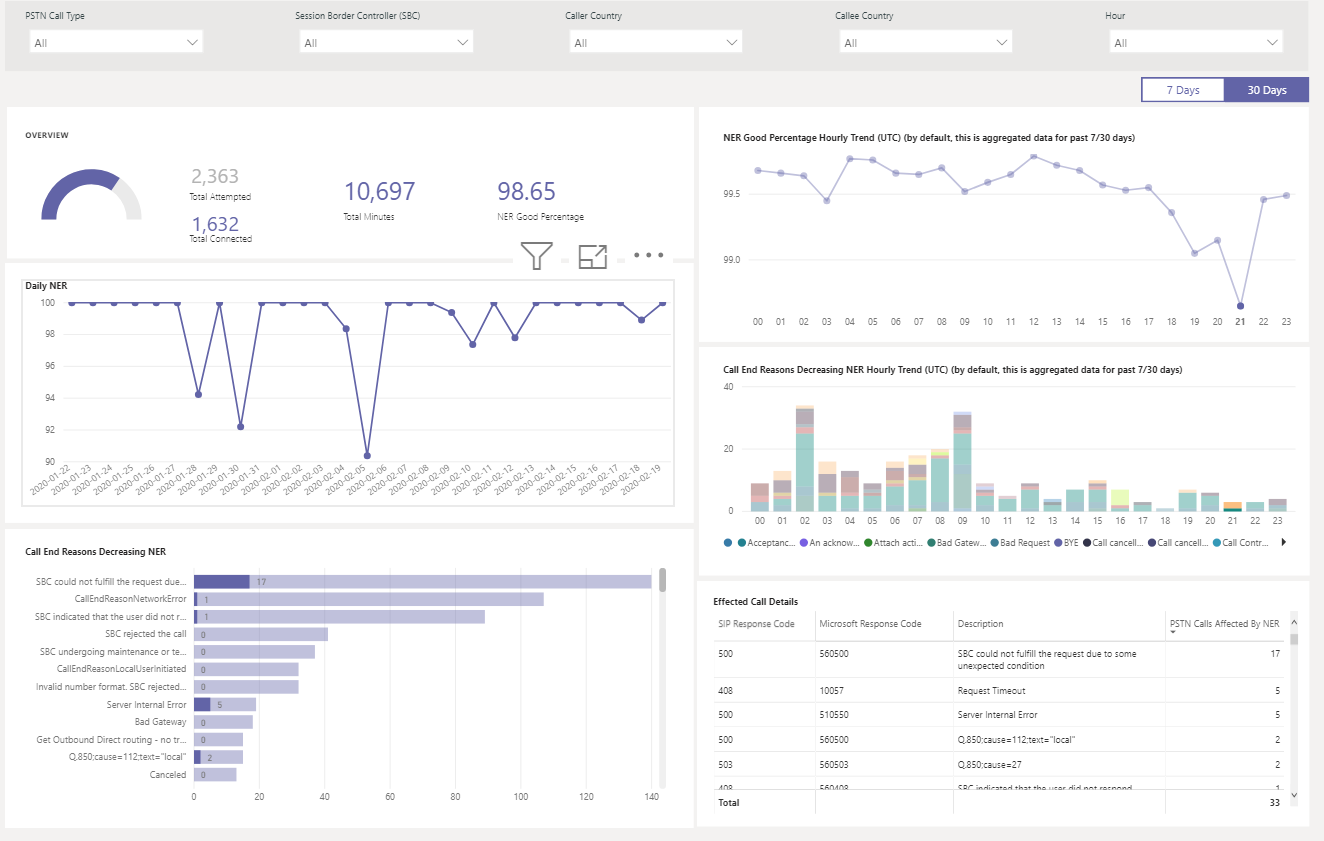 PSTN Call Type
Session Border Controller (SBC)
Caller Country
Callee Country
Hour
All
All
All
All
All
7 Days
30 Days
OVERVIEW
2,363
Total Attempted
1,632
Total Connected
10,697
Total Minutes
98.65
NER Good Percentage
Daily NER
100
98
96
94
92
90
2020-01-22
2020-01-23
2020-01-24
2020-01-25
2020-01-26
2020-01-27
2020-01-28
2020-01-29
2020-01-30
2020-01-31
2020-02-01
2020-02-02
2020-02-03
2020-02-04
2020-02-05
2020-02-06
2020-02-07
2020-02-08
2020-02-09
2020-02-10
2020-02-11
2020-02-12
2020-02-13
2020-02-14
2020-02-15
2020-02-16
2020-02-17
2020-02-18
2020-02-19
Call End Reasons Decreasing NER
SBC could not fulfill the request due... 17
CallEndReasonNetworkError 1
SBC indicated that the user did not r... 1
SBC rejected the call 0
SBC undergoing maintenance or te... 0
CallEndReasonLocalUserInitiated 0
Invalid number format. SBC rejected... 0
Server Internal Error 5
Bad Gateway 0
Get Outbound Direct routing - no tr... 0
Q,850;cause=112;text="local" 2
Canceled 0
0 20 40 60 80 100 120 140
NER Good Percentage Hourly Trend (UTC) (by default, this is aggregated data for past 7/30 days)
99.5
99.0
00 01 02 03 04 05 06 07 08 09 10 11 12 13 14 15 16 17 18 19 20 21 22 23
Call End Reasons Decreasing NER Hourly Trend (UTC) (by default, this is aggregated data for past 7/30 days)
40
20
0
00 01 02 03 04 05 06 07 08 09 10 11 12 13 14 15 16 17 18 19 20 21 22 23
Acceptanc... An acknow... Attach acti... Bad Gatew... Bad Request BYE Call cancell... Call cancell... Call Contr...
Effected Call Details
SIP Response Code Microsoft Response Code Description PSTN Calls Affected By NER
500 560500 SBC could not fulfill the request due to some 17
unexpected condition
408 10057 Request Timeout 5
500 510550 Server Internal Error 5
500 560500 Q,850;cause=112;text="local" 2
503 560503 Q,850;cause=27 2
408 560408 SBC indicated that the user did not respond 1
Total 33